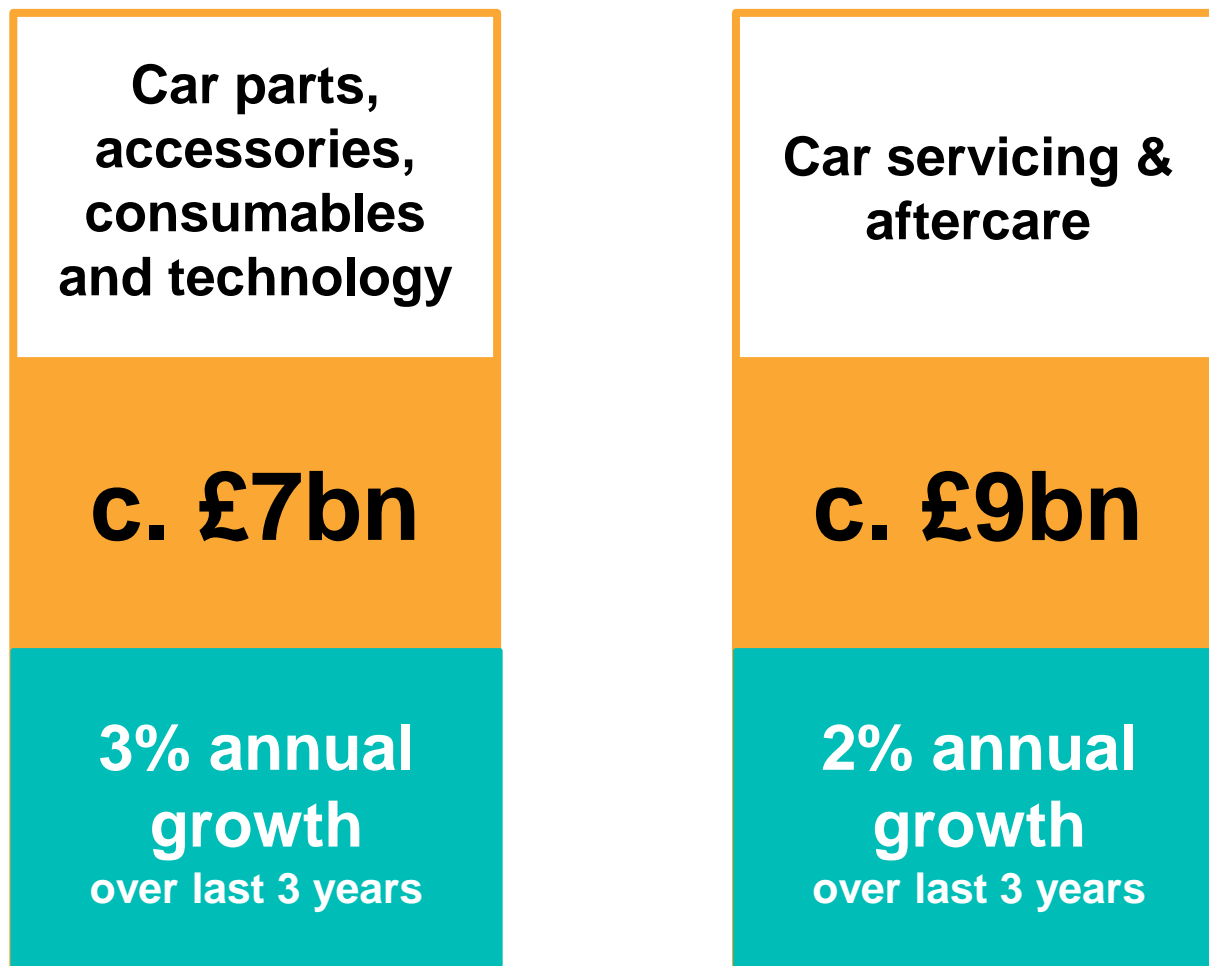 Car parts,
accessories,
consumables
and technology
c. £7bn
3% annual
growth
over last 3 years
Car servicing &
aftercare
c. £9bn
2% annual
growth
over last 3 years